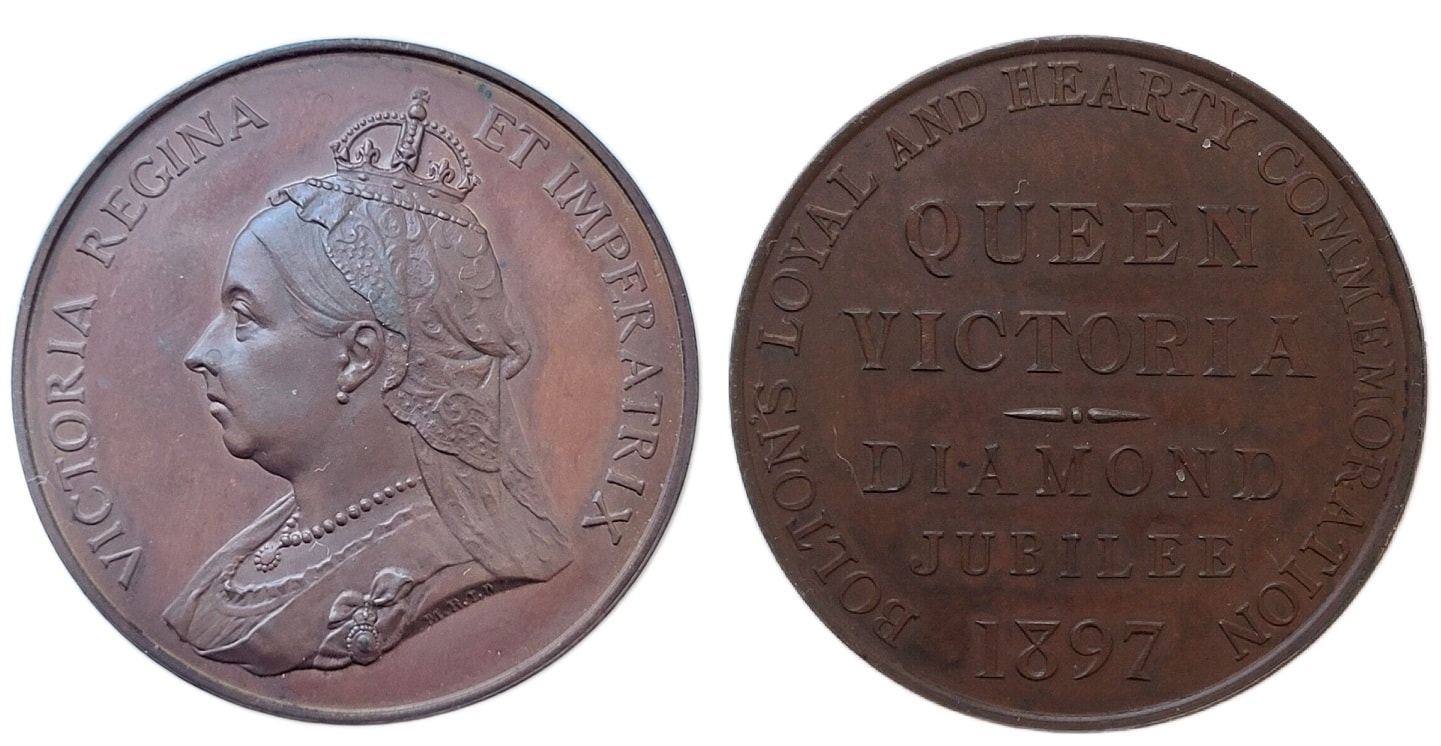 VICTORIA REGINA ET IMPERATRIX
BOLTON'S LOYAL AND HEARTY COMMEMORATION
QUEEN
VICTORIA
DIAMOND
JUBILEE
1897